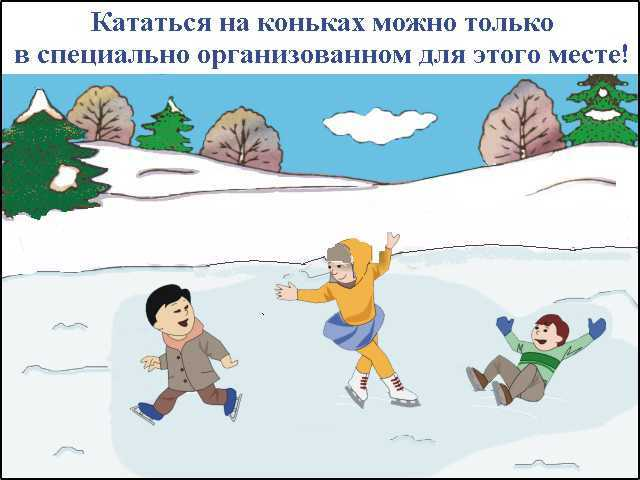 Кататься на коньках можно только
в специально организованном для этого месте!